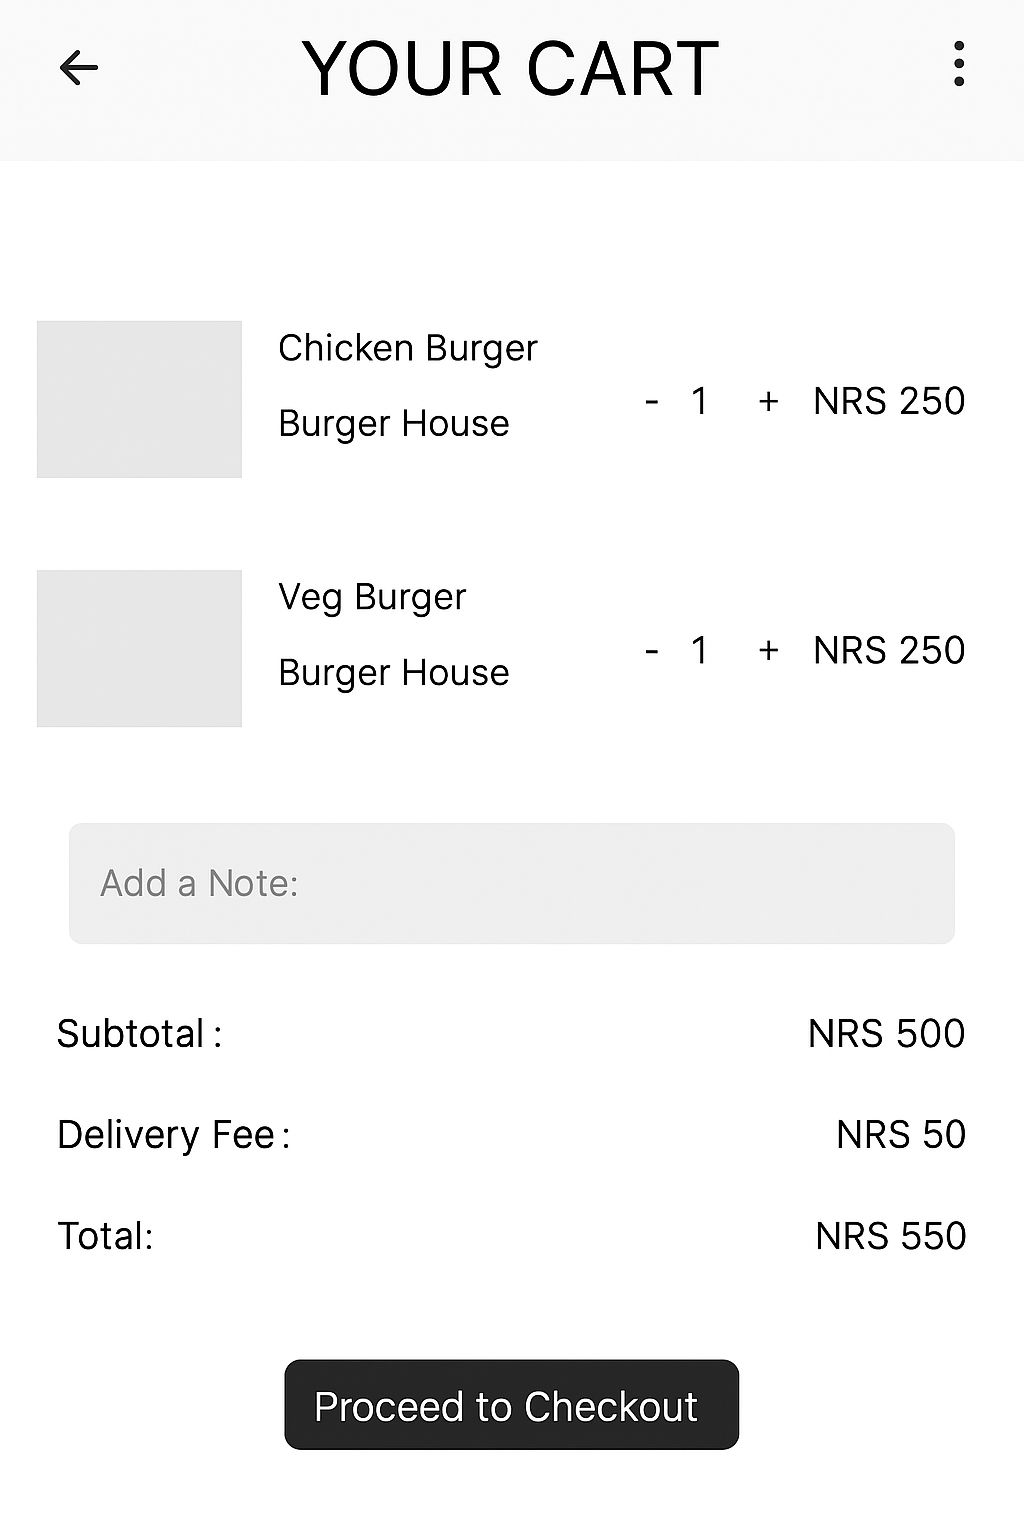 YOUR CART
Chicken Burger
Burger House
- 1 + NRS 250
Veg Burger
Burger House
- 1 + NRS 250
Add a Note:
Subtotal : NRS 500
Delivery Fee : NRS 50
Total: NRS 550
Proceed to Checkout